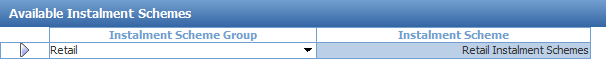 Available Instalment Schemes
Instalment Scheme Group Instalment Scheme
Retail Retail Instalment Schemes